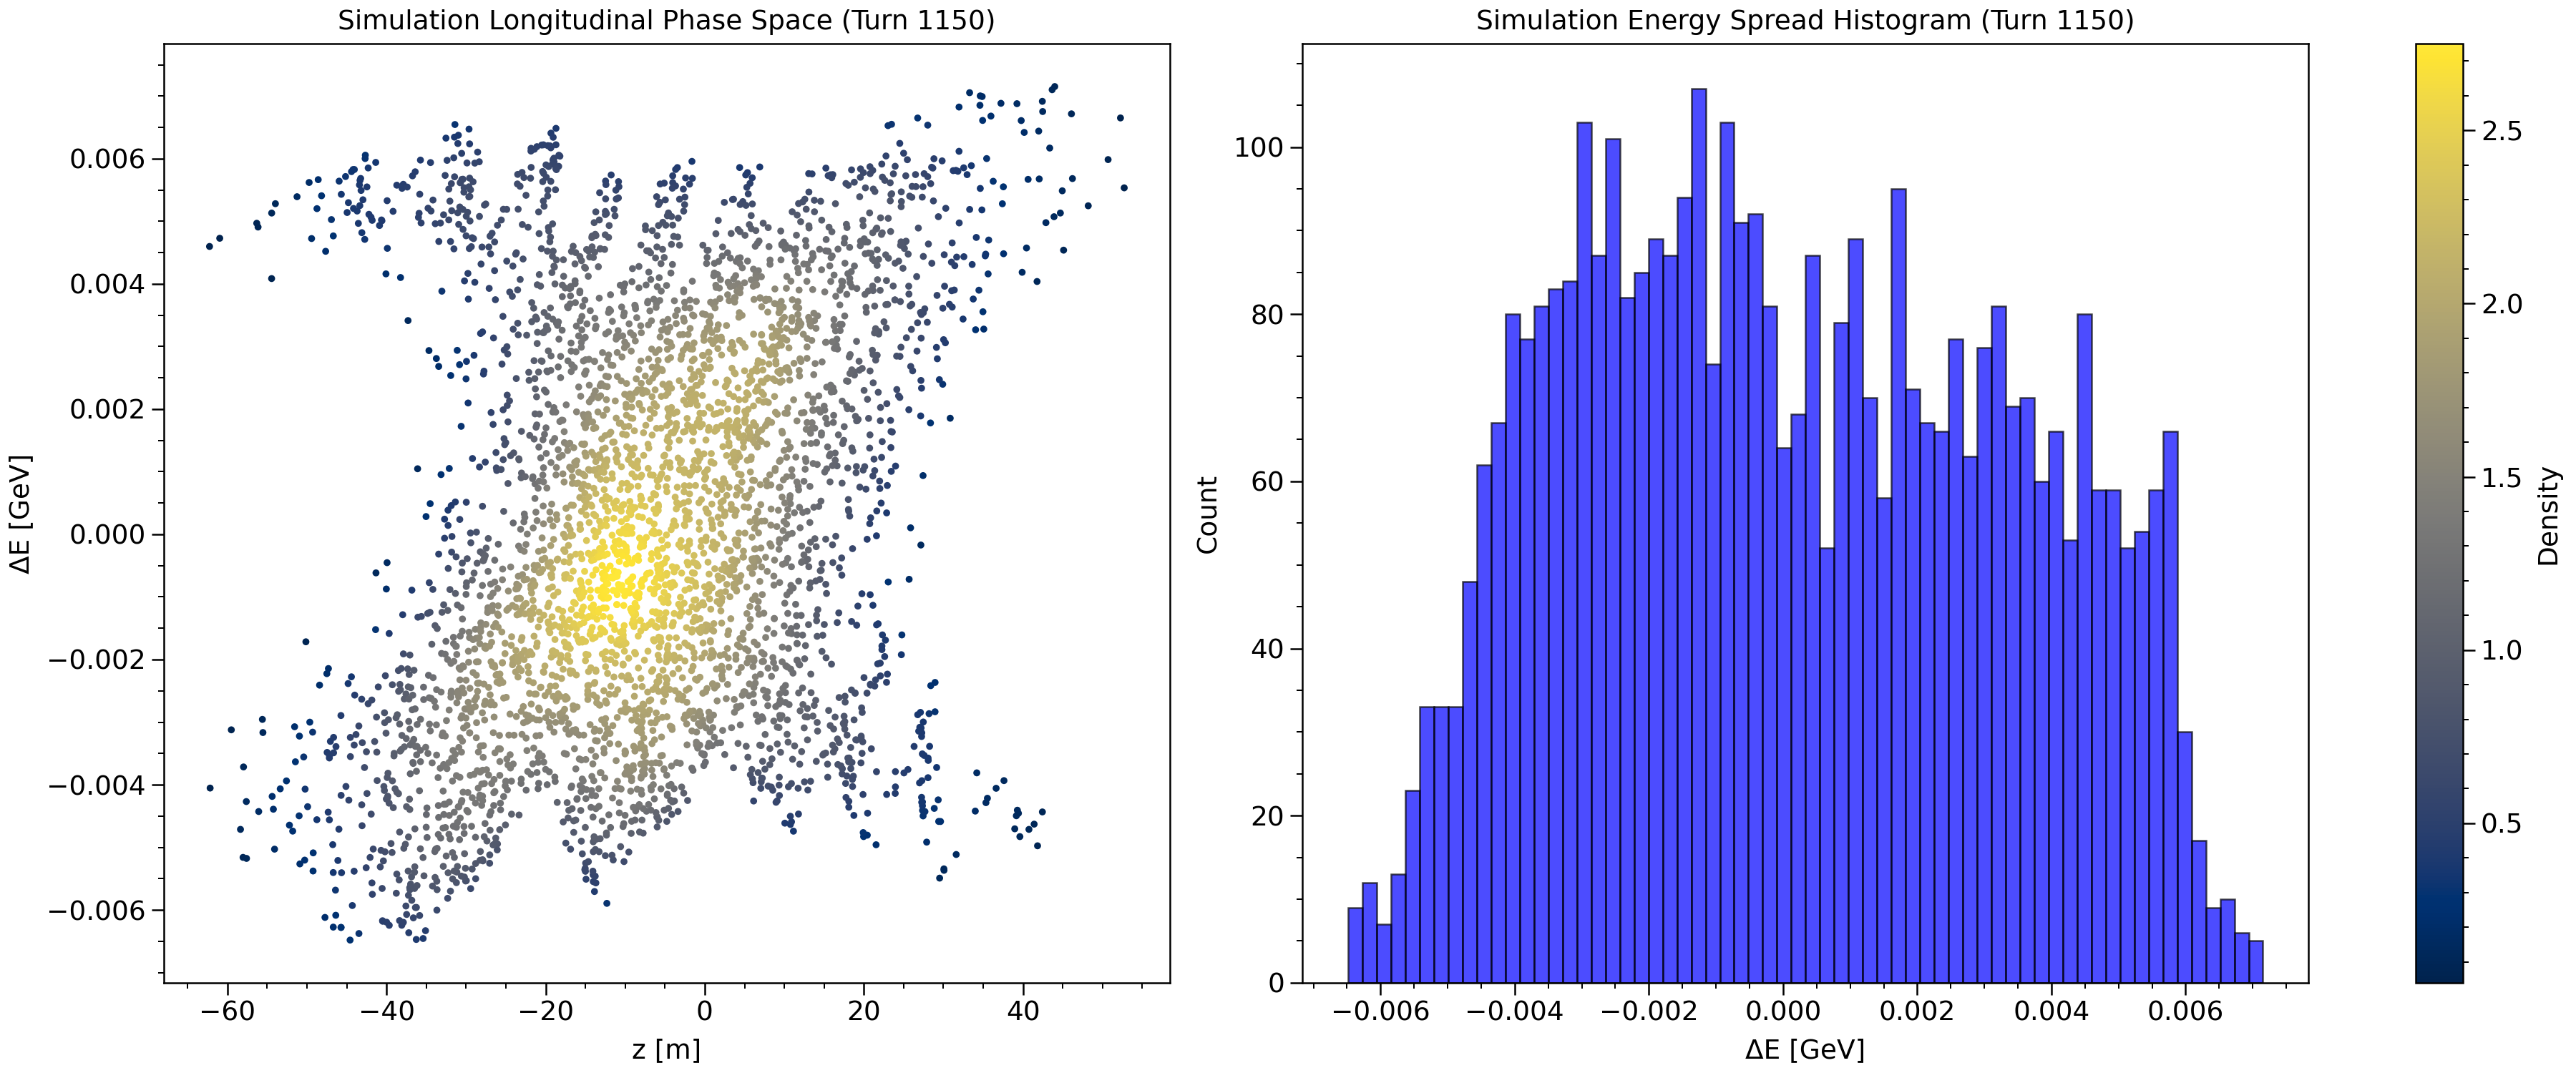 Simulation Longitudinal Phase Space (Turn 1150)
ΔE [GeV]
0.006
0.004
0.002
0.000
−0.002
−0.004
−0.006
−60 −40 −20 0 20 40
z [m]
Simulation Energy Spread Histogram (Turn 1150)
Count
100
80
60
40
20
0
−0.006 −0.004 −0.002 0.000 0.002 0.004 0.006
ΔE [GeV]
2.5
2.0
1.5
1.0
0.5
Density